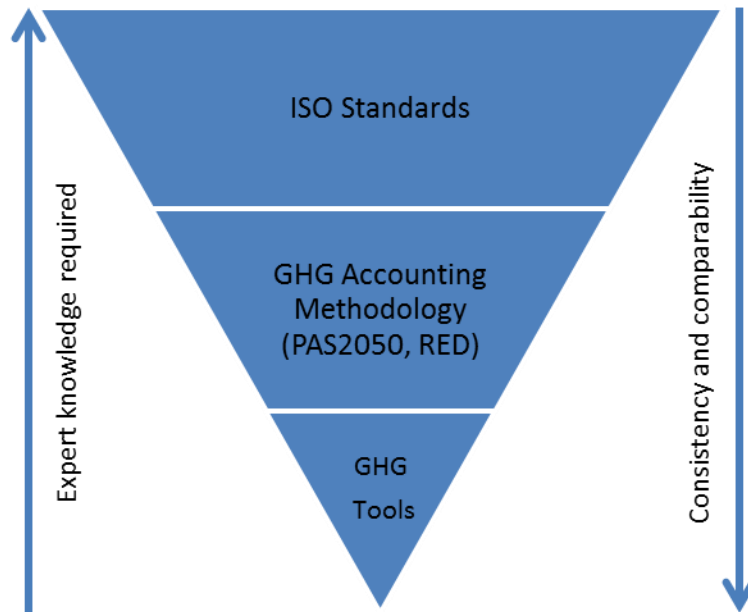 ISO Standards
GHG Accounting
Methodology
(PAS2050, RED)
GHG
Tools
Expert knowledge required
Consistency and comparability